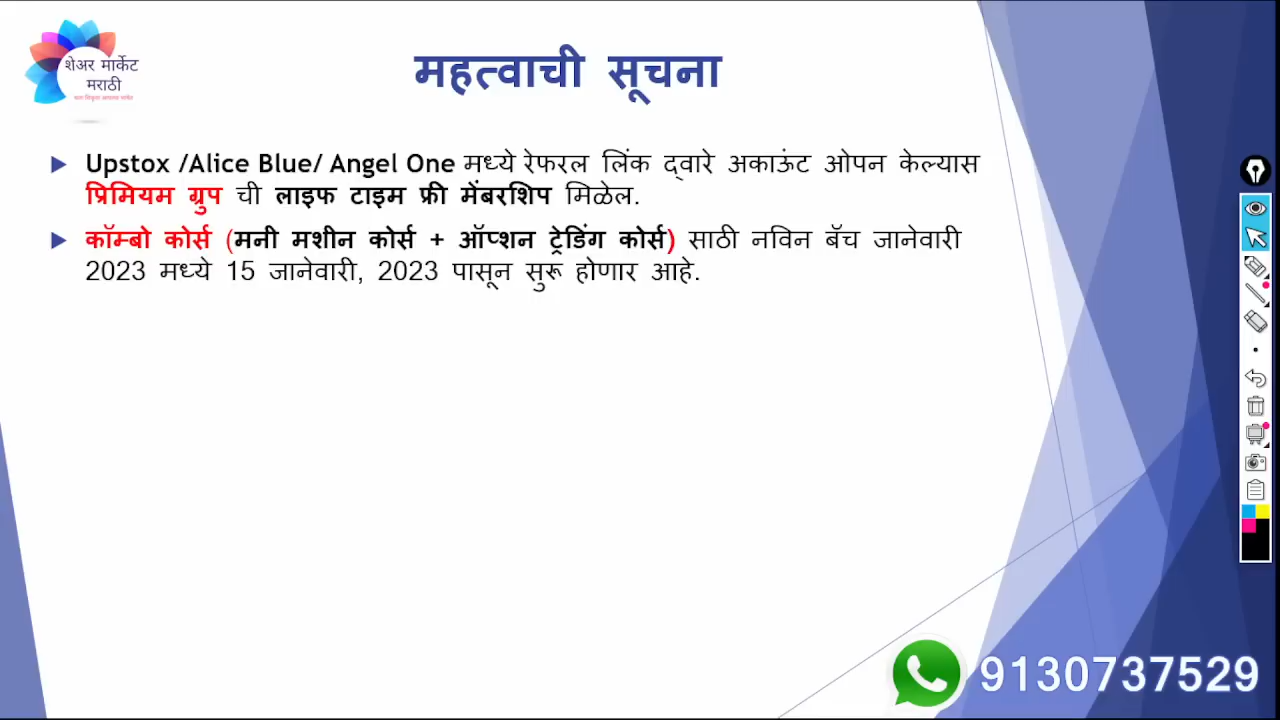 शेअर मार्केट
मराठी
महत्वाची सूचना
Upstox /Alice Blue/ Angel One मध्ये रेफरल लिंक द्वारे अकाऊंट ओपन केल्यास
प्रिमियम ग्रुप ची लाइफ टाइम फ्री मेंबरशिप मिळेल.
कॉम्बो कोर्स (मनी मशीन कोर्स + ऑप्शन ट्रेडिंग कोर्स) साठी नविन बॅच जानेवारी
2023 मध्ये 15 जानेवारी, 2023 पासून सुरू होणार आहे.
9130737529